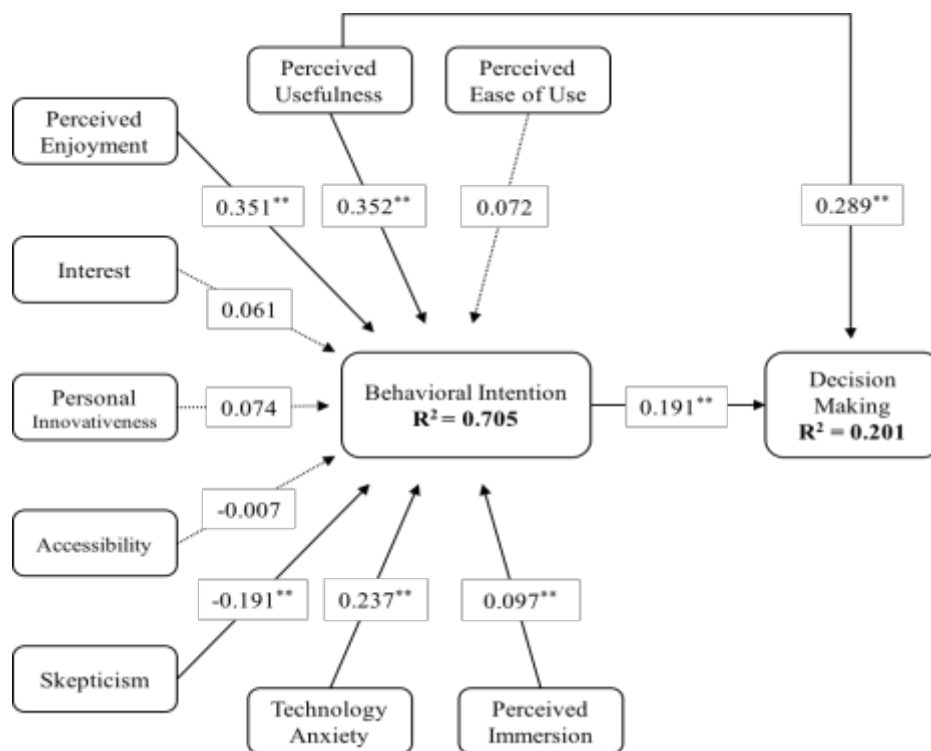 Perceived
Usefulness
Perceived
Ease of Use
Perceived
Enjoyment
0.351**
0.352**
0.072
0.289**
Interest
0.061
Personal
Innovativeness
0.074
Behavioral Intention
R² = 0.705
0.191**
Decision
Making
R² = 0.201
Accessibility
-0.007
Skepticism
-0.191**
0.237**
0.097**
Technology
Anxiety
Perceived
Immersion